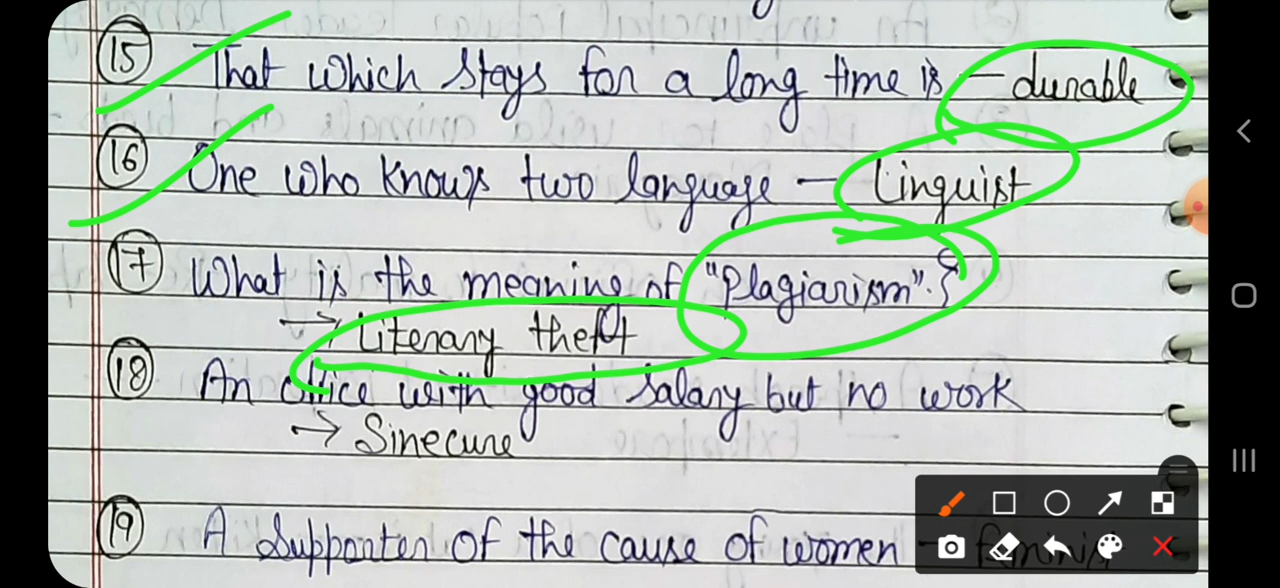 15 That which stays for a long time is - durable
16 One who knows two language - Linguist
17 What is the meaning of "Plagiarism".?
→ Literary theft
18 An office with good salary but no work
→ Sinecure
19 A Supporter of the cause of women - feminist